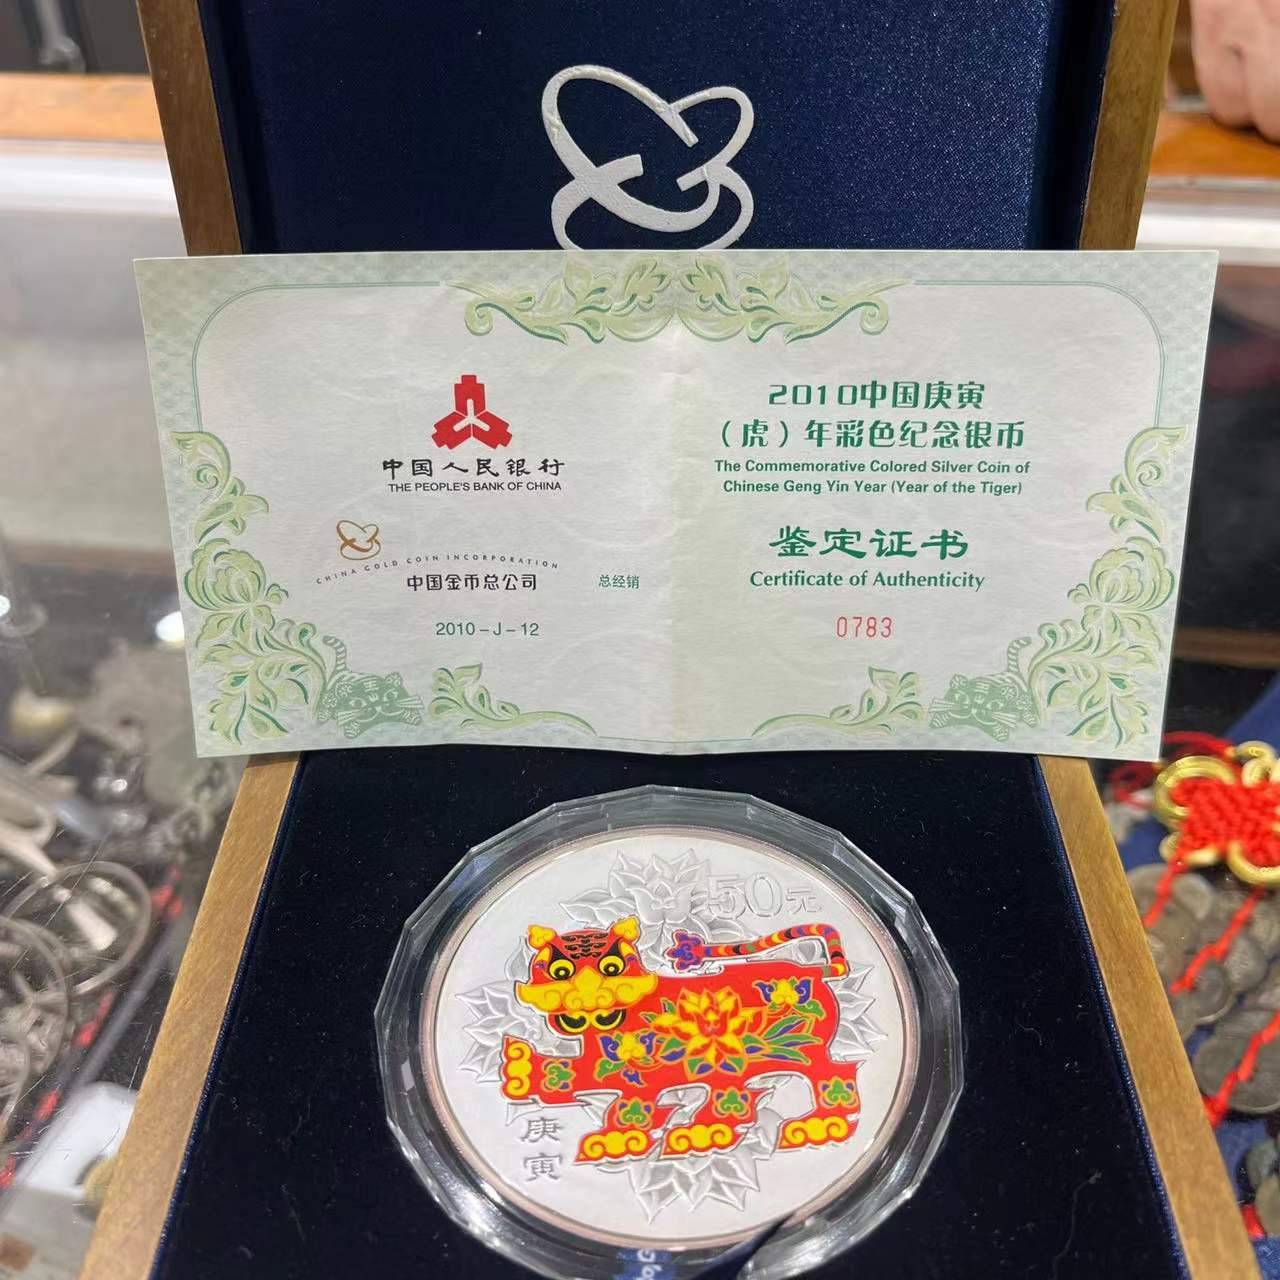 中国人民银行
THE PEOPLE'S BANK OF CHINA
CHINA GOLD COIN INCORPORATION
中国金币总公司
总经销
2010-J-12
2010中国庚寅
(虎)年彩色纪念银币
The Commemorative Colored Silver Coin of
Chinese Geng Yin Year (Year of the Tiger)
鉴定证书
Certificate of Authenticity
0783
50元
庚
寅